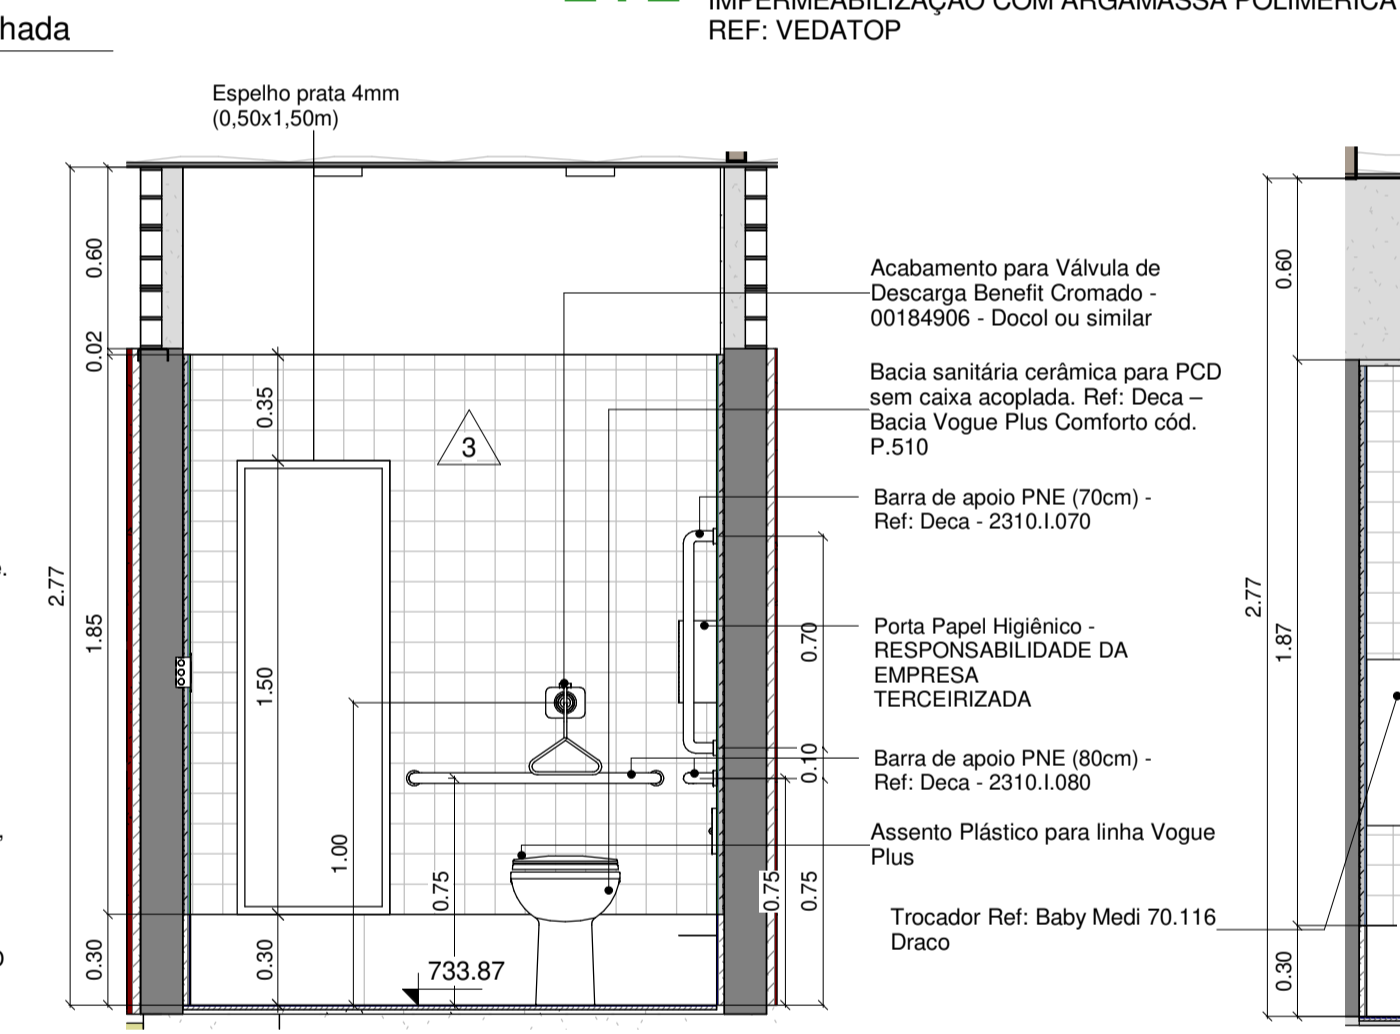 hada
IMPERMEABILIZAÇÃO COM ARGAMASSA POLIMÉRICA
REF: VEDATOP
Espelho prata 4mm
(0,50x1,50m)
0.60
0.02
2.77
1.85
0.30
0.35
1.50
0.30
1.00
0.75
3
733.87
0.70
0.10
0.75
0.75
Acabamento para Válvula de
Descarga Benefit Cromado -
00184906 - Docol ou similar
Bacia sanitária cerâmica para PCD
sem caixa acoplada. Ref: Deca –
Bacia Vogue Plus Comforto cód.
P.510
Barra de apoio PNE (70cm) -
Ref: Deca - 2310.I.070
Porta Papel Higiênico -
RESPONSABILIDADE DA
EMPRESA
TERCEIRIZADA
Barra de apoio PNE (80cm) -
Ref: Deca - 2310.I.080
Assento Plástico para linha Vogue
Plus
Trocador Ref: Baby Medi 70.116
Draco
0.60
2.77
1.87
0.30